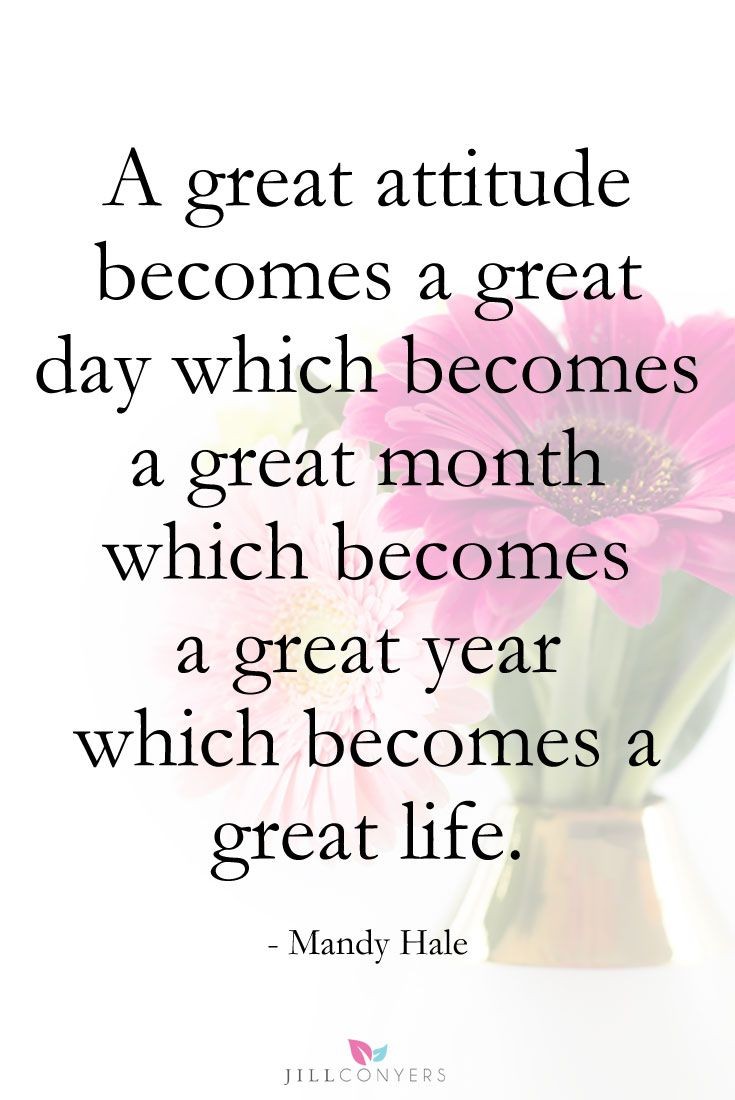 A great attitude
becomes a great
day which becomes
a great month
which becomes
a great year
which becomes a
great life.
- Mandy Hale
JILLCONYERS